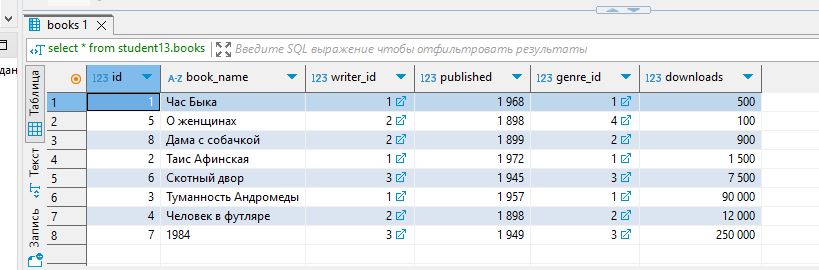 books 1
select * from student13.books Введите SQL выражение чтобы отфильтровать результаты
Таблица
Текст
Запись
123 id A-Z book_name 123 writer_id 123 published 123 genre_id 123 downloads
1 1 Час Быка 1 1 968 1 500
2 5 О женщинах 2 1 898 4 100
3 8 Дама с собачкой 2 1 899 2 900
4 2 Таис Афинская 1 1 972 1 1 500
5 6 Скотный двор 3 1 945 3 7 500
6 3 Туманность Андромеды 1 1 957 1 90 000
7 4 Человек в футляре 2 1 898 2 12 000
8 7 1984 3 1 949 3 250 000